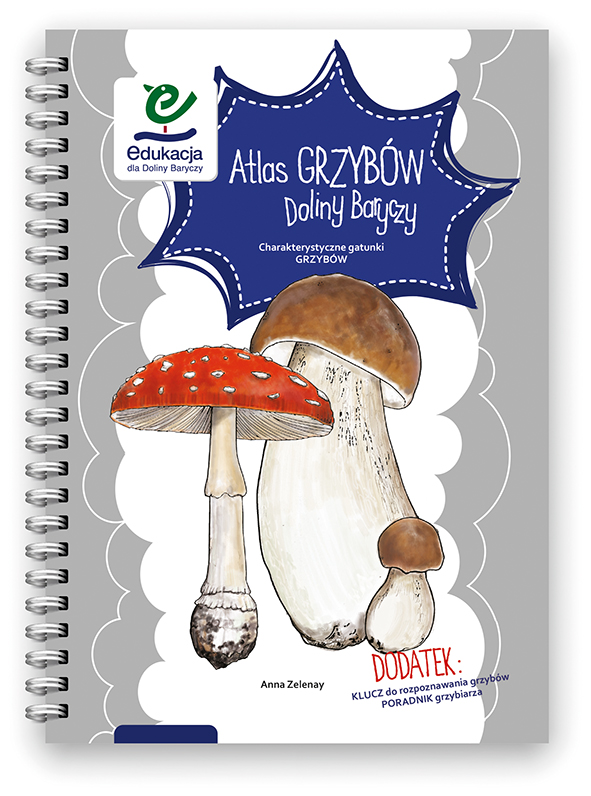 edukacja
dla Doliny Baryczy
Atlas GRZYBÓW
Doliny Baryczy
Charakterystyczne gatunki
GRZYBÓW
Anna Zelenay
DODATEK:
KLUCZ do rozpoznawania grzybów
PORADNIK grzybiarza